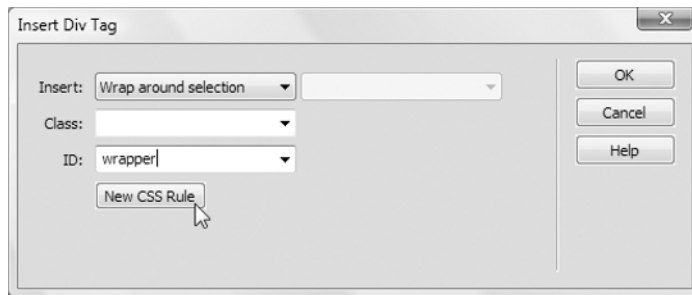 Insert Div Tag
Insert: Wrap around selection
Class:
ID: wrapper
New CSS Rule
OK
Cancel
Help